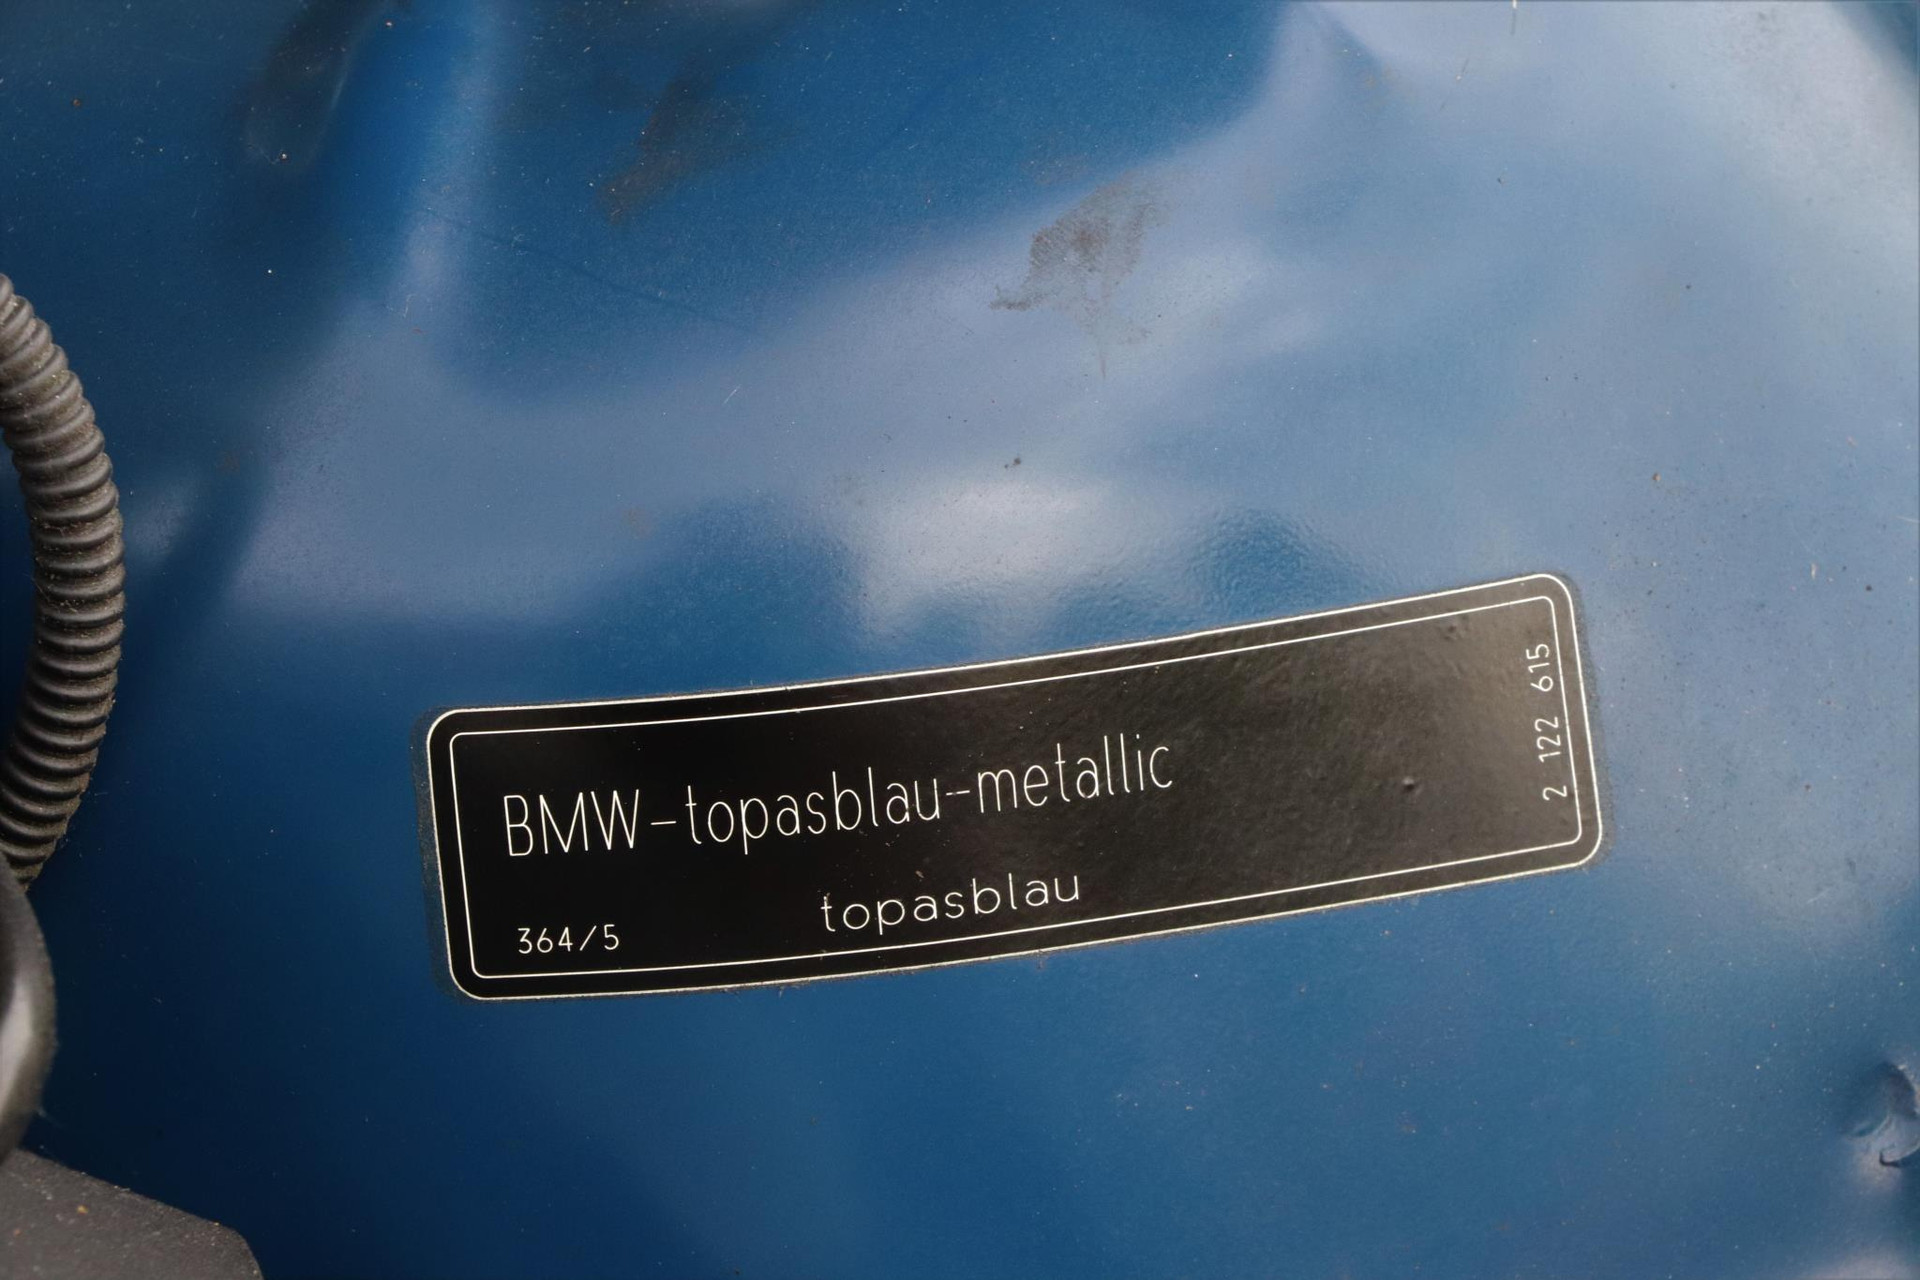 BMW-topasblau-metallic
topasblau
364/5
2 122 615